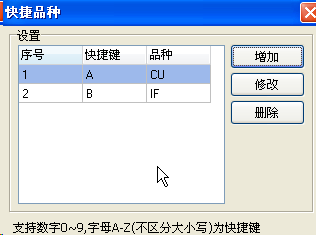 快捷品种
设置
序号 快捷键 品种
1 A CU
2 B IF
增加
修改
删除
支持数字0~9,字母A-Z(不区分大小写)为快捷键